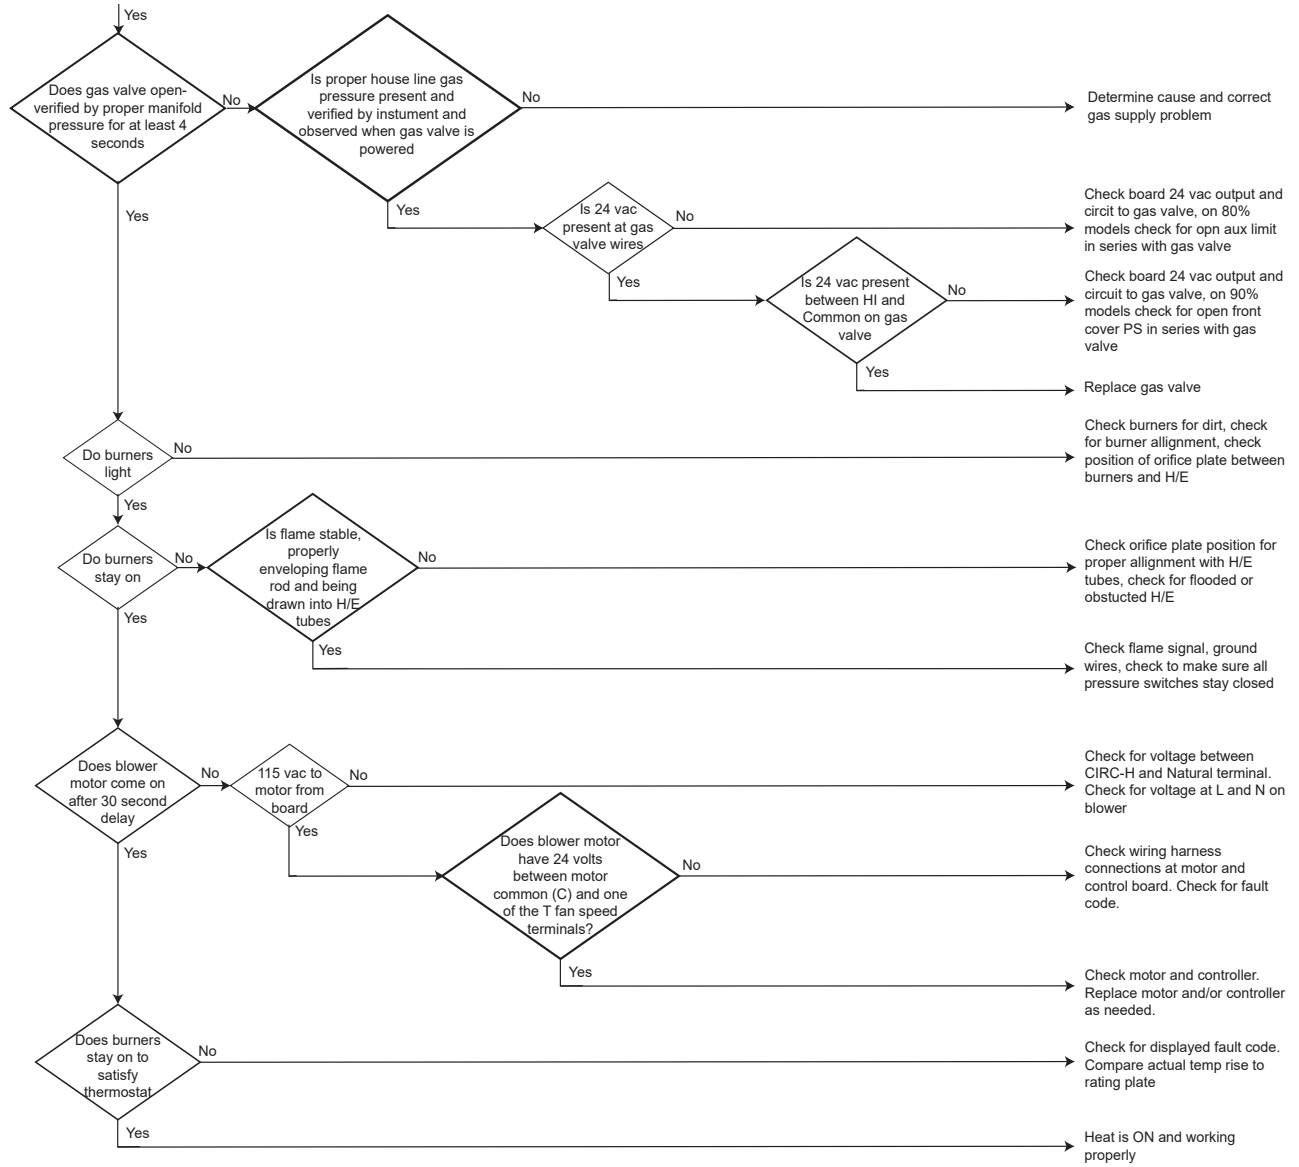 Yes
Does gas valve open-
verified by proper manifold
pressure for at least 4
seconds
No
Is proper house line gas
pressure present and
verified by instument and
observed when gas valve is
powered
No
Determine cause and correct
gas supply problem
Yes
Yes
Is 24 vac
present at gas
valve wires
No
Check board 24 vac output and
circit to gas valve, on 80%
models check for opn aux limit
in series with gas valve
Yes
Is 24 vac present
between HI and
Common on gas
valve
No
Check board 24 vac output and
circuit to gas valve, on 90%
models check for open front
cover PS in series with gas
valve
Yes
Replace gas valve
Do burners
light
No
Check burners for dirt, check
for burner allignment, check
position of orifice plate between
burners and H/E
Yes
Do burners
stay on
No
Is flame stable,
properly
enveloping flame
rod and being
drawn into H/E
tubes
No
Check orifice plate position for
proper allignment with H/E
tubes, check for flooded or
obstucted H/E
Yes
Yes
Check flame signal, ground
wires, check to make sure all
pressure switches stay closed
Does blower
motor come on
after 30 second
delay
No
115 vac to
motor from
board
No
Check for voltage between
CIRC-H and Natural terminal.
Check for voltage at L and N on
blower
Yes
Yes
Does blower motor
have 24 volts
between motor
common (C) and one
of the T fan speed
terminals?
No
Check wiring harness
connections at motor and
control board. Check for fault
code.
Yes
Check motor and controller.
Replace motor and/or controller
as needed.
Does burners
stay on to
satisfy
thermostat
No
Check for displayed fault code.
Compare actual temp rise to
rating plate
Yes
Heat is ON and working
properly